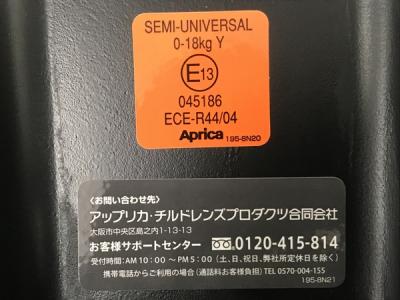 SEMI-UNIVERSAL
0-18kg Y
E13
045186
ECE-R44/04
Aprica 195-8N20
〈お問い合わせ先〉
アップリカ・チルドレンズプロダクツ合同会社
大阪市中央区島之内1-13-13
お客様サポートセンター 0120-415-814
受付時間:AM10:00～PM5:00(土、日、祝日、弊社所定休日を除く)
携帯電話からご利用の場合(通話料お客様負担)TEL 0570-004-155
195-8N21